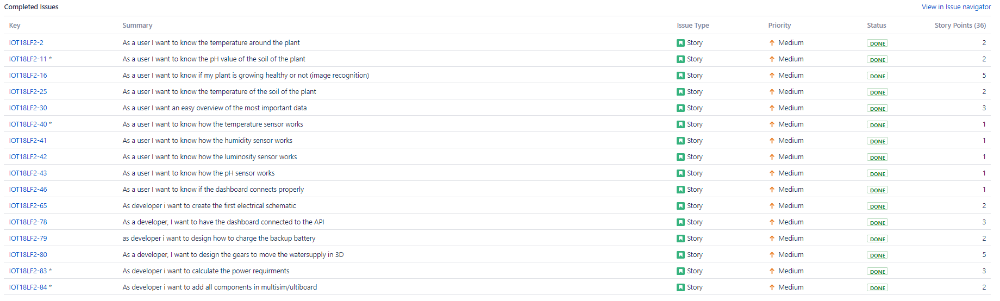 Completed Issues View in Issue navigator
Key Summary Issue Type Priority Status Story Points (36)
IOT18LF2-2 As a user I want to know the temperature around the plant Story Medium DONE 2
IOT18LF2-11 * As a user I want to know the pH value of the soil of the plant Story Medium DONE 2
IOT18LF2-16 As a user I want to know if my plant is growing healthy or not (image recognition) Story Medium DONE 5
IOT18LF2-25 As a user I want to know the temperature of the soil of the plant Story Medium DONE 2
IOT18LF2-30 As a user I want an easy overview of the most important data Story Medium DONE 3
IOT18LF2-40 * As a user I want to know how the temperature sensor works Story Medium DONE 1
IOT18LF2-41 As a user I want to know how the humidity sensor works Story Medium DONE 1
IOT18LF2-42 As a user I want to know how the luminosity sensor works Story Medium DONE 1
IOT18LF2-43 As a user I want to know how the pH sensor works Story Medium DONE 1
IOT18LF2-46 As a user I want to know if the dashboard connects properly Story Medium DONE 1
IOT18LF2-65 As developer i want to create the first electrical schematic Story Medium DONE 2
IOT18LF2-78 As a developer, I want to have the dashboard connected to the API Story Medium DONE 3
IOT18LF2-79 as developer i want to design how to charge the backup battery Story Medium DONE 2
IOT18LF2-80 As a developer, I want to design the gears to move the watersupply in 3D Story Medium DONE 5
IOT18LF2-83 * As developer i want to calculate the power requirments Story Medium DONE 3
IOT18LF2-84 * As developer i want to add all components in multisim/ultiboard Story Medium DONE 2